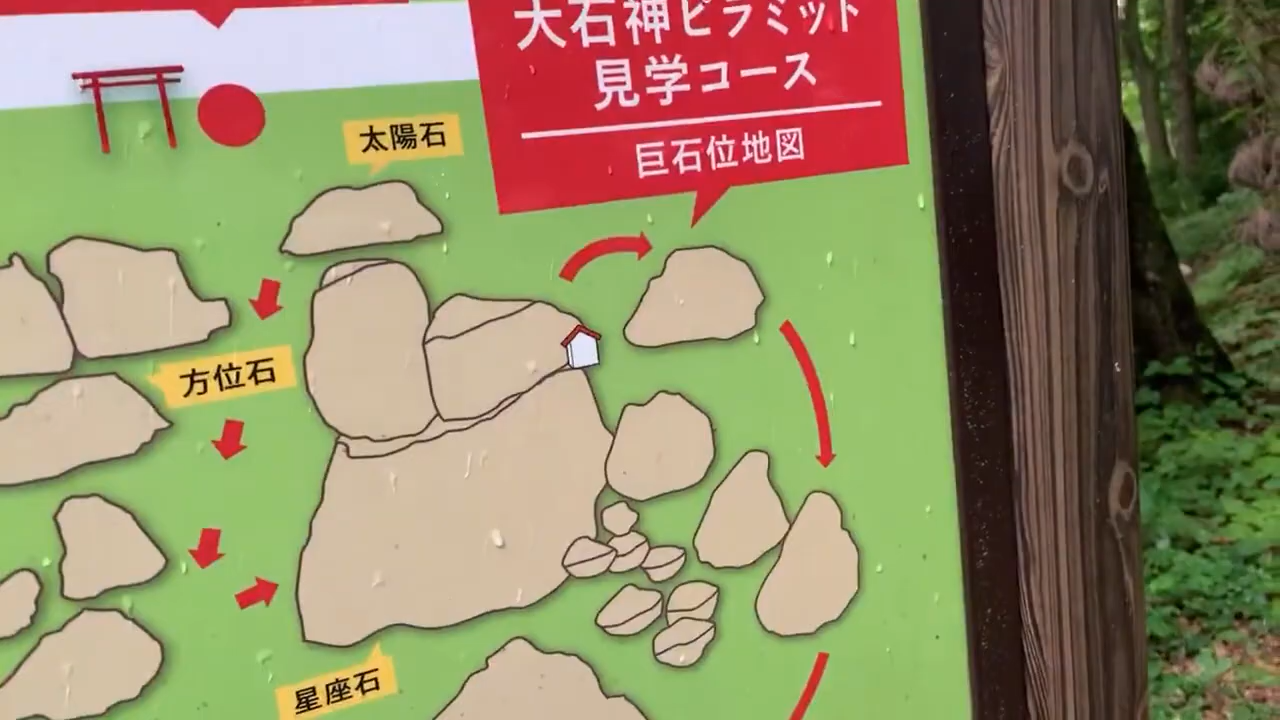 大石神ピラミット
見学コース
巨石位地図
太陽石
方位石
星座石